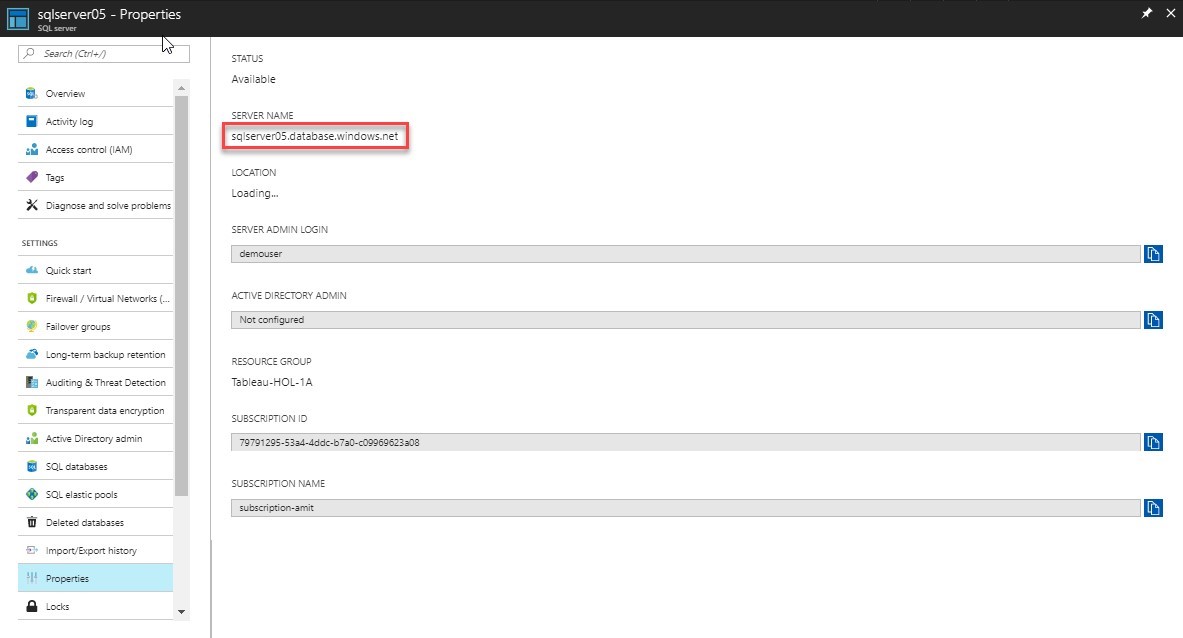 sqlserver05 - Properties
SQL server
Search (Ctrl+/)
Overview
Activity log
Access control (IAM)
Tags
Diagnose and solve problems
SETTINGS
Quick start
Firewall / Virtual Networks (...
Failover groups
Long-term backup retention
Auditing & Threat Detection
Transparent data encryption
Active Directory admin
SQL databases
SQL elastic pools
Deleted databases
Import/Export history
Properties
Locks
STATUS
Available
SERVER NAME
sqlserver05.database.windows.net
LOCATION
Loading...
SERVER ADMIN LOGIN
demouser
ACTIVE DIRECTORY ADMIN
Not configured
RESOURCE GROUP
Tableau-HOL-1A
SUBSCRIPTION ID
79791295-53a4-4ddc-b7a0-c09969623a08
SUBSCRIPTION NAME
subscription-amit